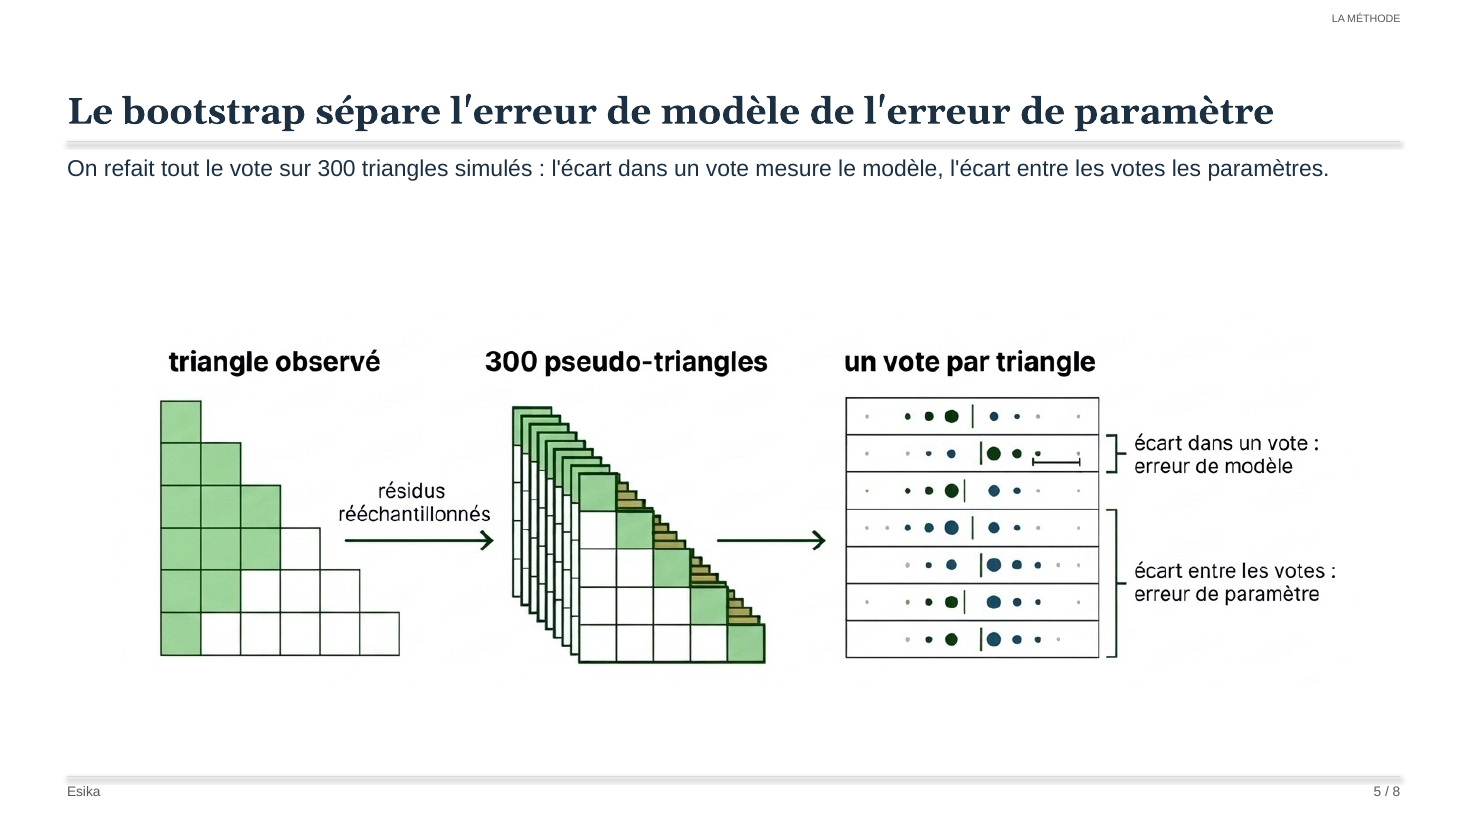 LA MÉTHODE
Le bootstrap sépare l'erreur de modèle de l'erreur de paramètre
On refait tout le vote sur 300 triangles simulés : l'écart dans un vote mesure le modèle, l'écart entre les votes les paramètres.
triangle observé
300 pseudo-triangles
un vote par triangle
résidus
rééchantillonnés
écart dans un vote :
erreur de modèle
écart entre les votes :
erreur de paramètre
Esika
5 / 8